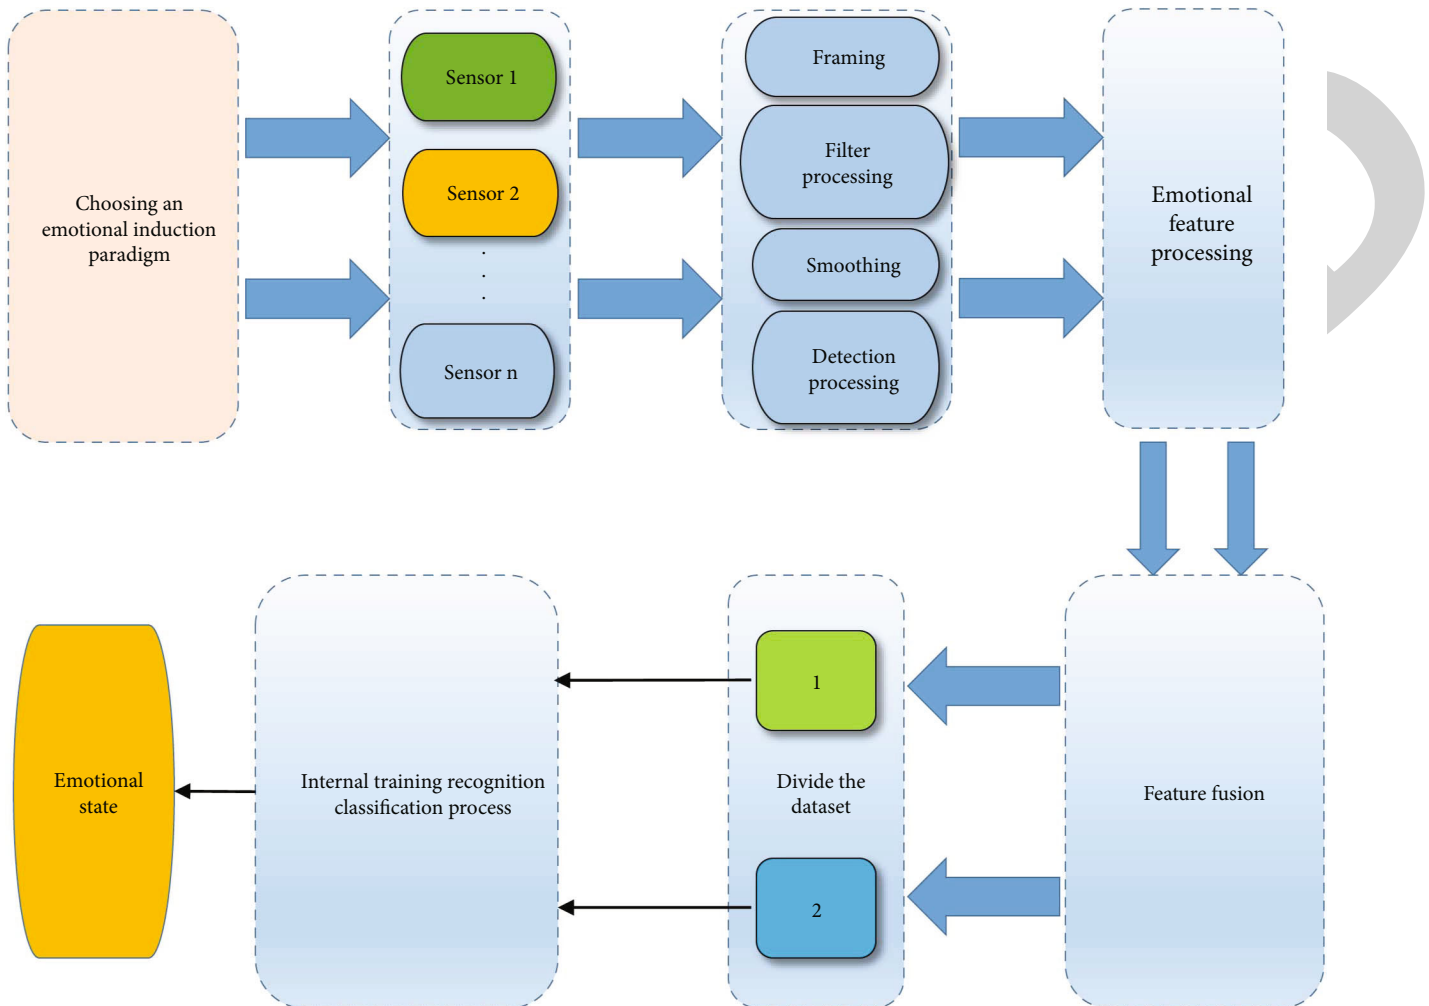 Choosing an
emotional induction
paradigm
Sensor 1
Sensor 2
.
.
.
Sensor n
Framing
Filter
processing
Smoothing
Detection
processing
Emotional
feature
processing
Emotional
state
Internal training recognition
classification process
1
Divide the
dataset
2
Feature fusion